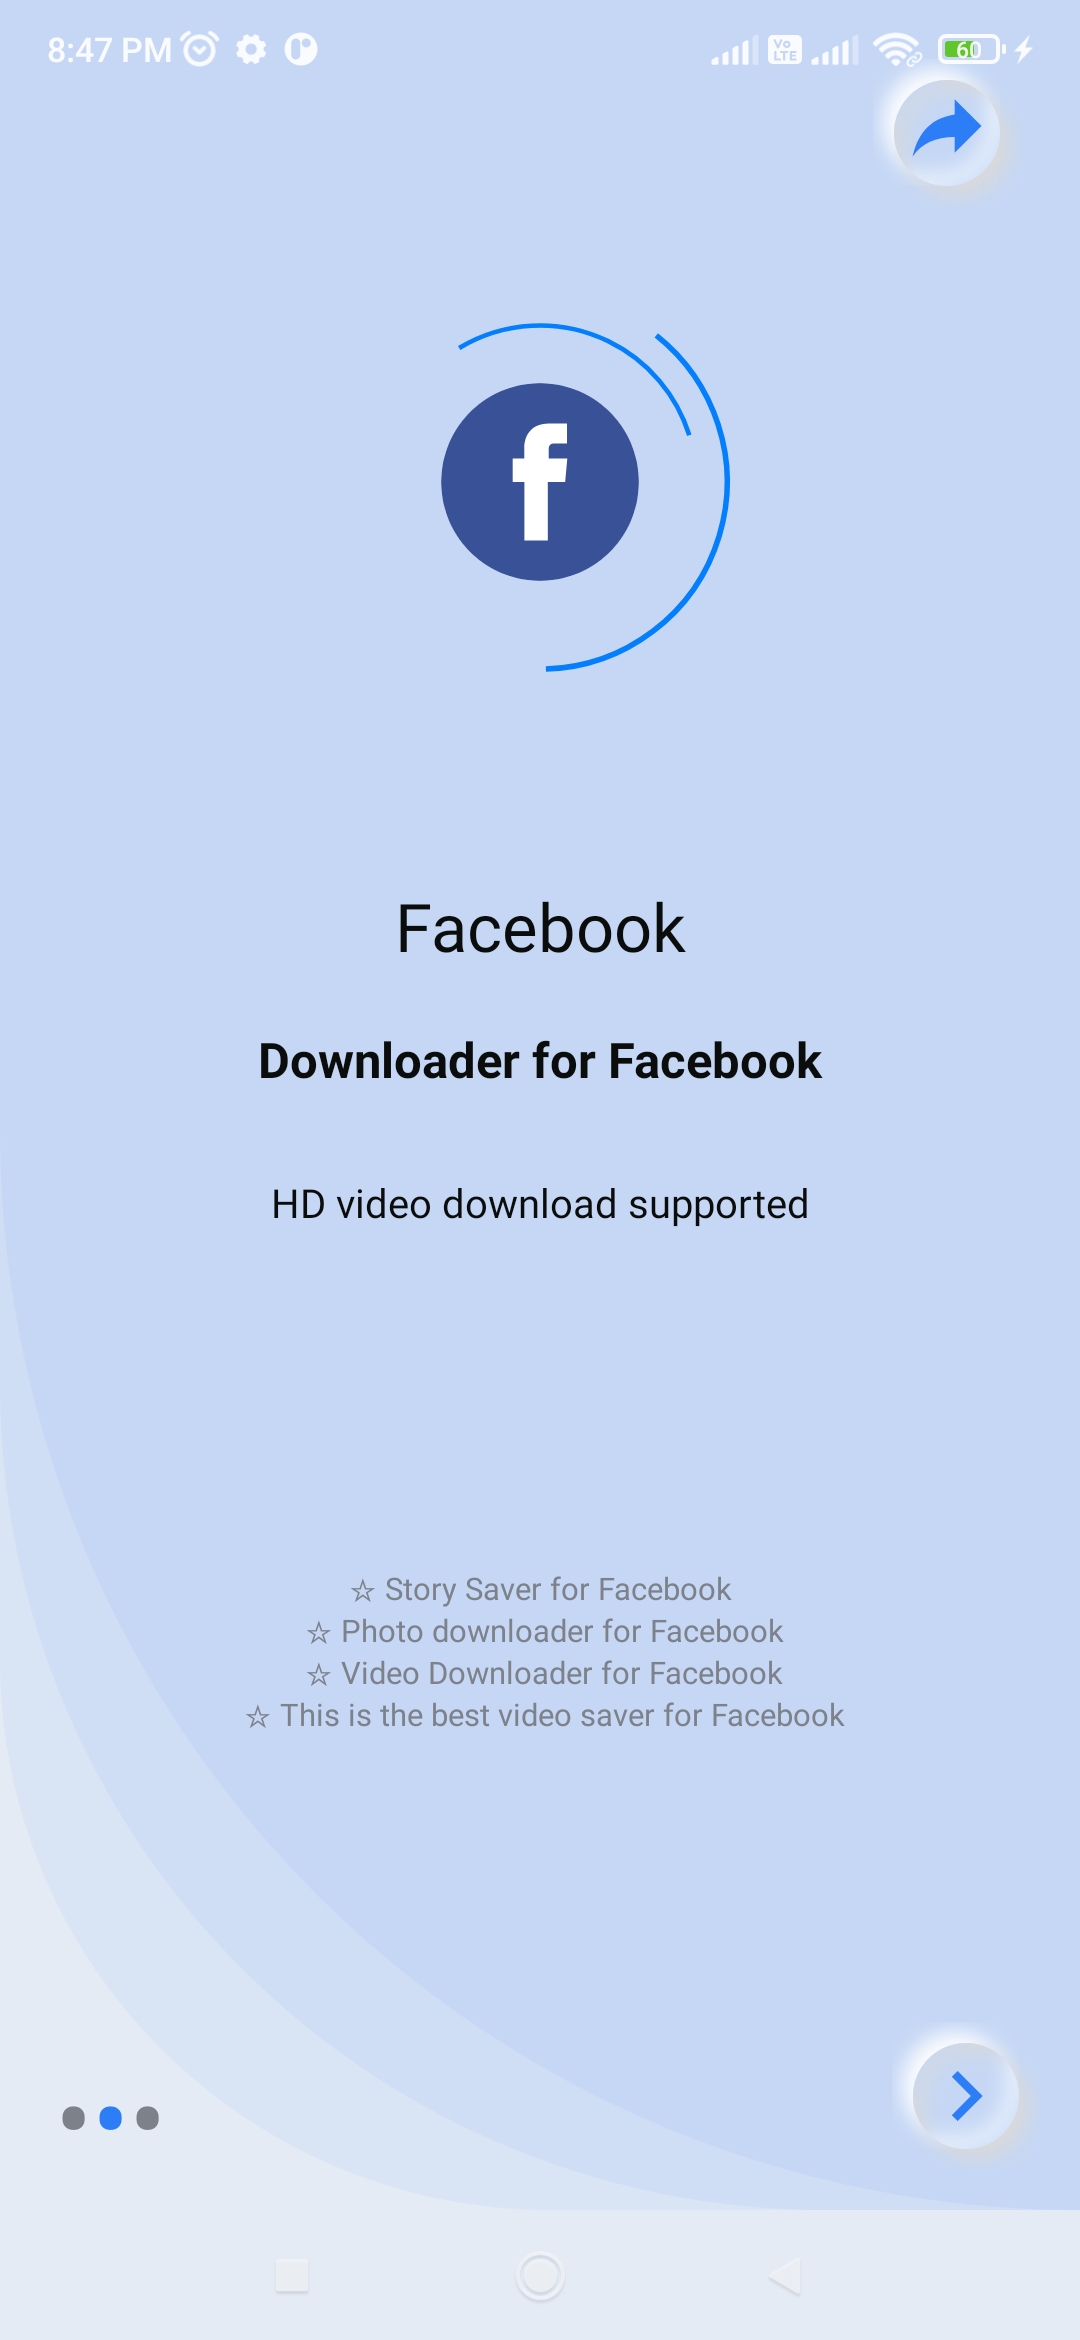 8:47 PM
Vo
LTE
60
f
Facebook
Downloader for Facebook
HD video download supported
☆ Story Saver for Facebook
☆ Photo downloader for Facebook
☆ Video Downloader for Facebook
☆ This is the best video saver for Facebook